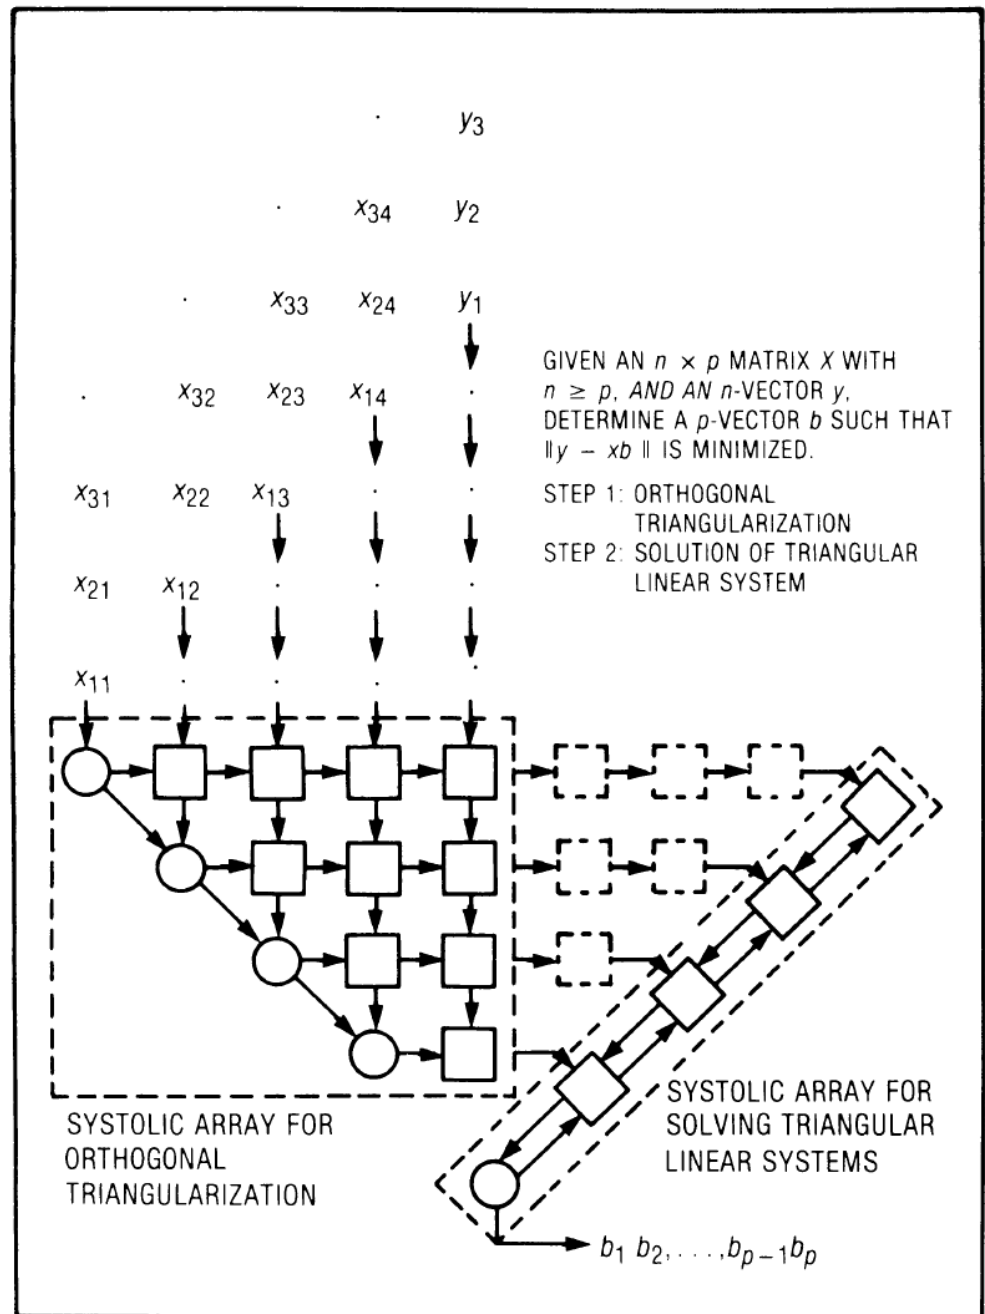 y3
x34 y2
x33 x24 y1
x32 x23 x14
x31 x22 x13
x21 x12
x11
GIVEN AN n × p MATRIX X WITH
n ≥ p, AND AN n-VECTOR y,
DETERMINE A p-VECTOR b SUCH THAT
‖y − xb‖ IS MINIMIZED.
STEP 1: ORTHOGONAL
TRIANGULARIZATION
STEP 2: SOLUTION OF TRIANGULAR
LINEAR SYSTEM
SYSTOLIC ARRAY FOR
ORTHOGONAL
TRIANGULARIZATION
SYSTOLIC ARRAY FOR
SOLVING TRIANGULAR
LINEAR SYSTEMS
b1 b2,...,bp−1bp